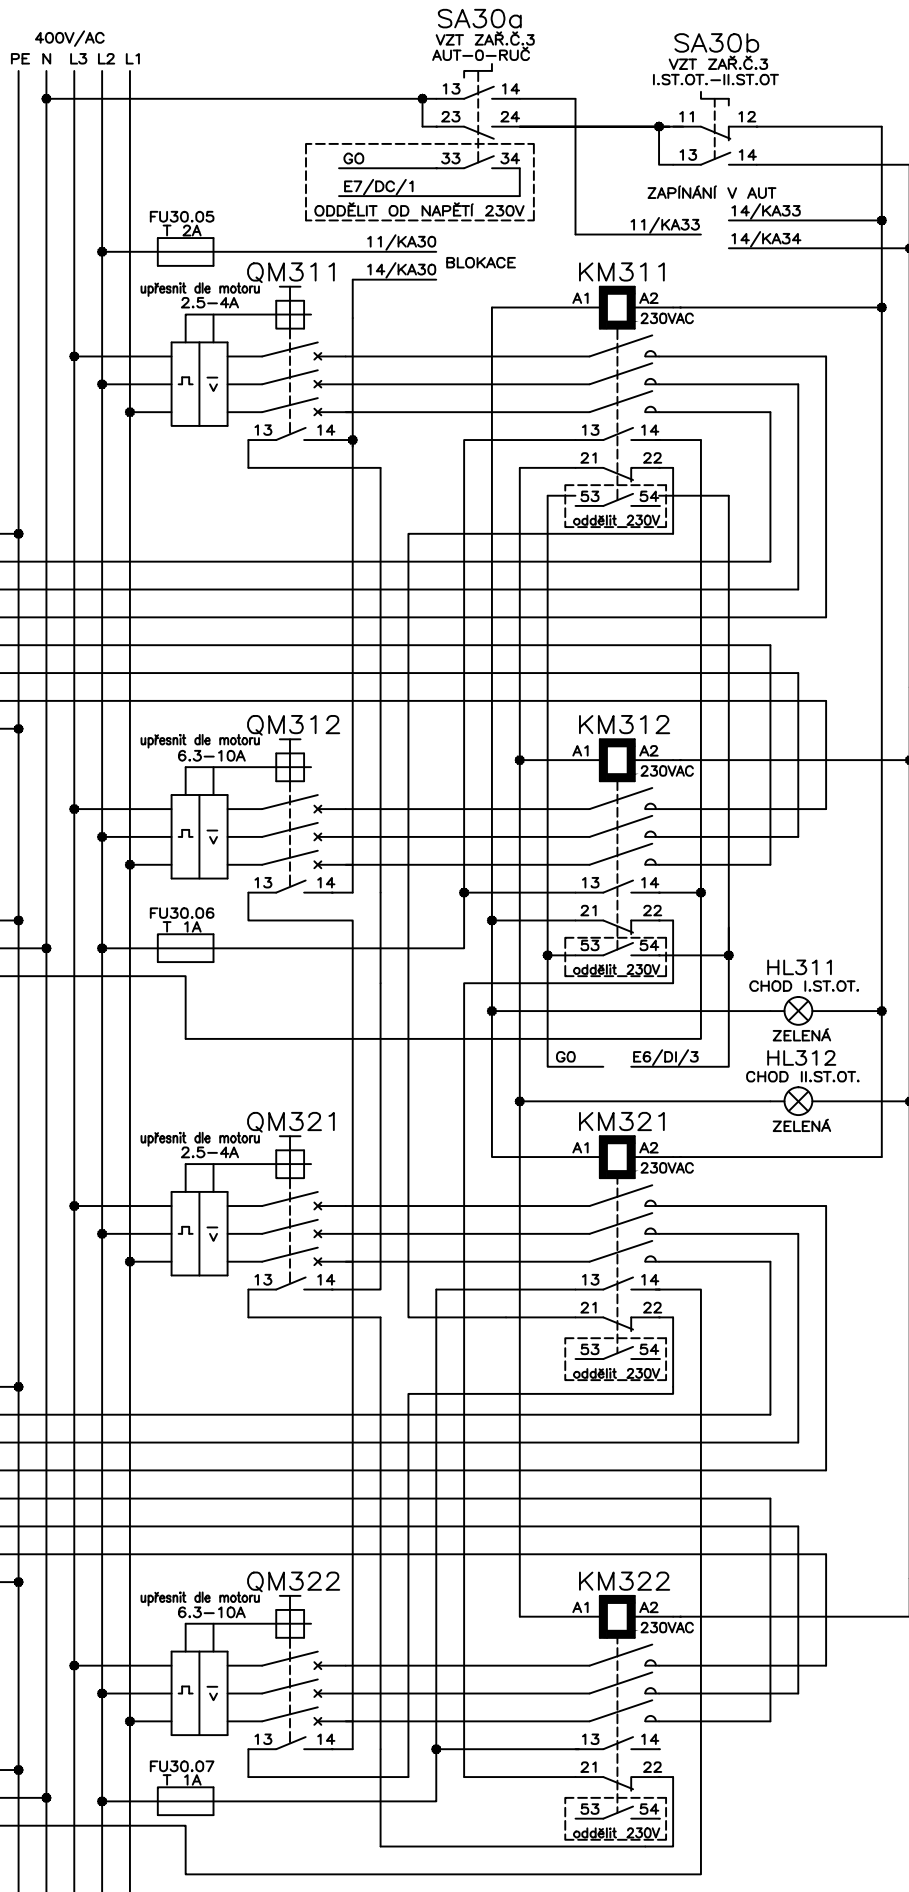 SA30a
VZT ZAŘ.Č.3
AUT-0-RUČ
SA30b
VZT ZAŘ.Č.3
I.ST.OT.-II.ST.OT
400V/AC
PE N L3 L2 L1
13 14
23 24
11 12
13 14
GO 33 34
E7/DC/1
ODDĚLIT OD NAPĚTÍ 230V
ZAPÍNÁNÍ V AUT
11/KA33
14/KA33
14/KA34
FU30.05
T 2A
11/KA30
14/KA30
BLOKACE
QM311
upřesnit dle motoru
2.5-4A
KM311
A1 A2
230VAC
13 14
13 14
21 22
53 54
oddělit 230V
QM312
upřesnit dle motoru
6.3-10A
KM312
A1 A2
230VAC
13 14
13 14
21 22
53 54
oddělit 230V
FU30.06
T 1A
HL311
CHOD I.ST.OT.
ZELENÁ
GO E6/DI/3
HL312
CHOD II.ST.OT.
ZELENÁ
QM321
upřesnit dle motoru
2.5-4A
KM321
A1 A2
230VAC
13 14
13 14
21 22
53 54
oddělit 230V
QM322
upřesnit dle motoru
6.3-10A
KM322
A1 A2
230VAC
13 14
13 14
21 22
53 54
oddělit 230V
FU30.07
T 1A